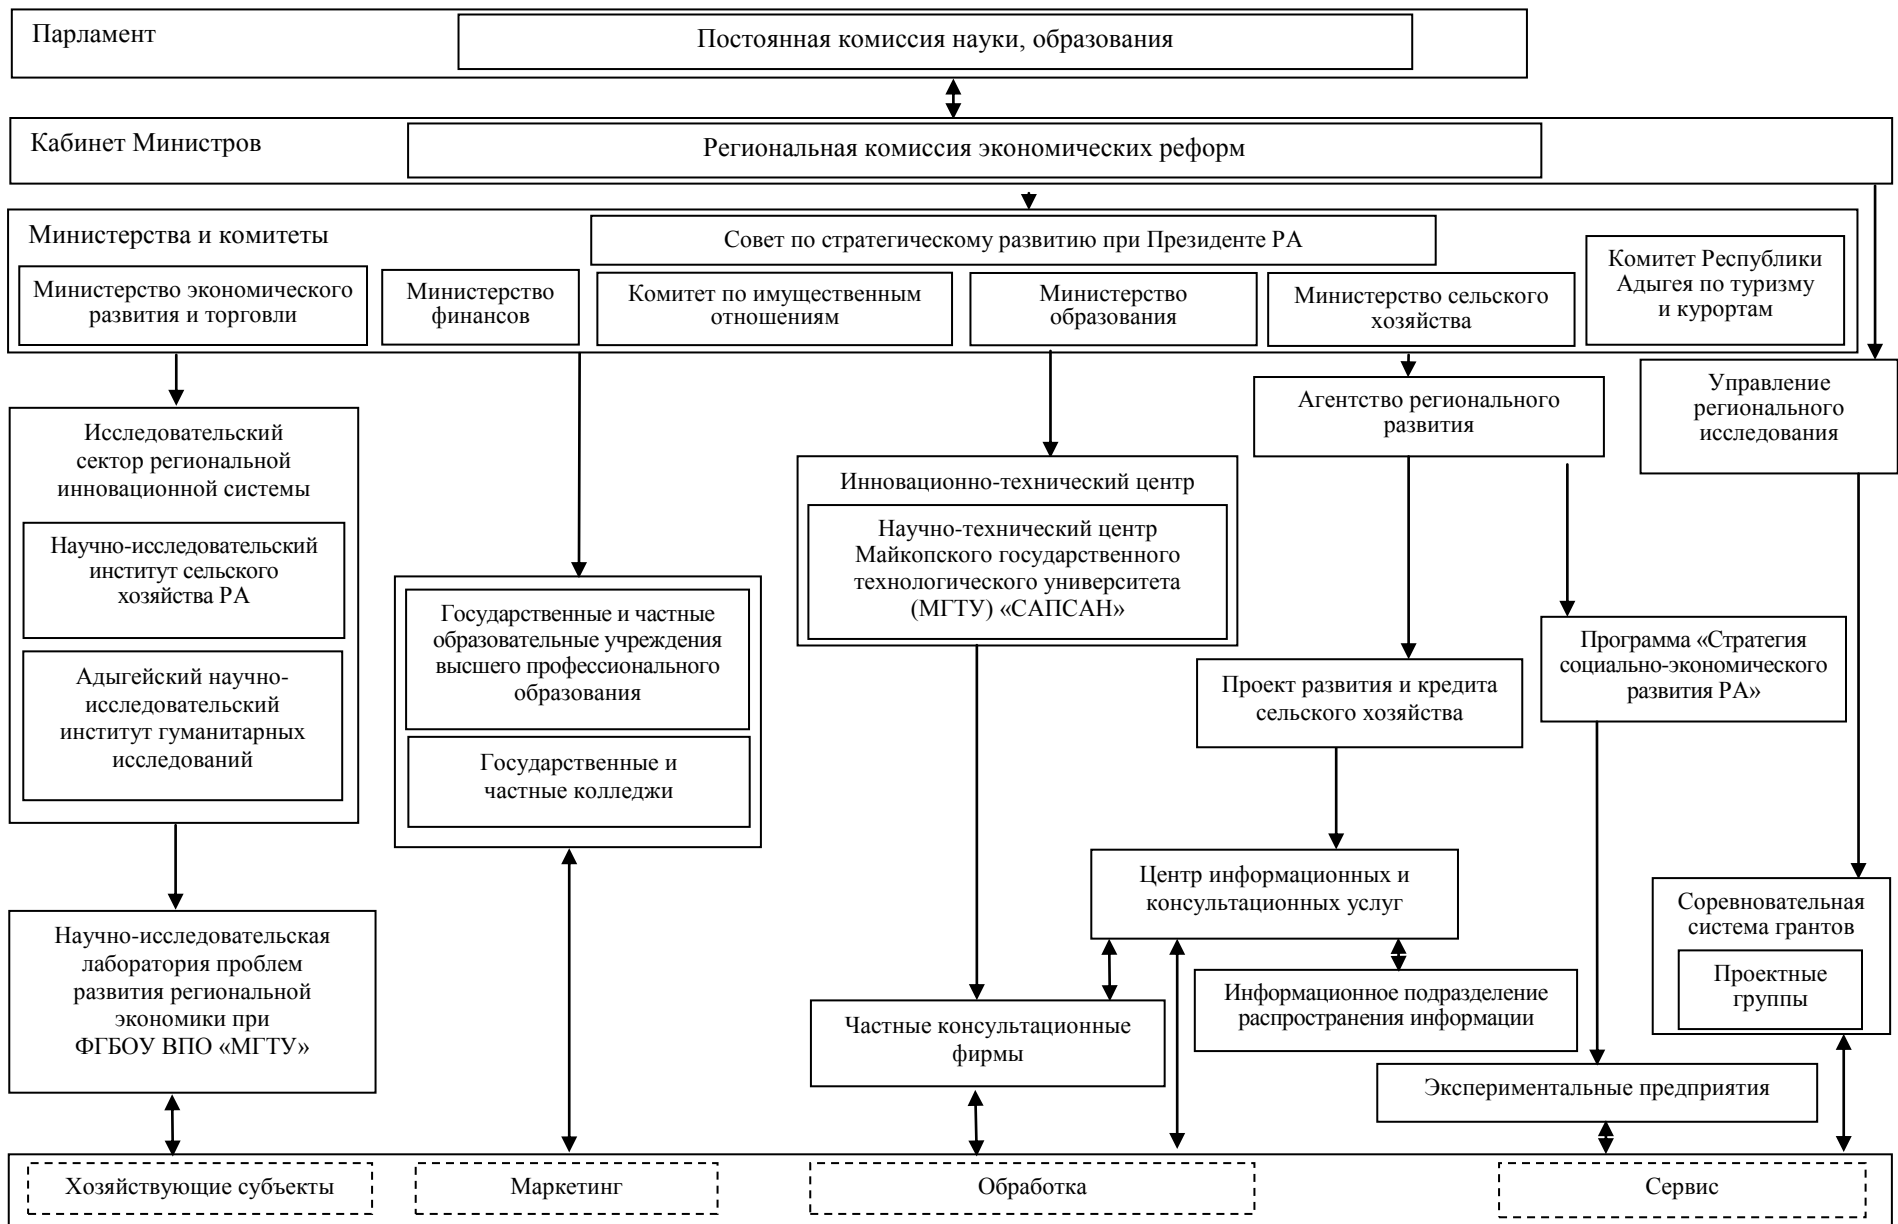 Парламент
Постоянная комиссия науки, образования
Кабинет Министров
Региональная комиссия экономических реформ
Министерства и комитеты
Совет по стратегическому развитию при Президенте РА
Министерство экономического
развития и торговли
Министерство
финансов
Комитет по имущественным
отношениям
Министерство
образования
Министерство сельского
хозяйства
Комитет Республики
Адыгея по туризму
и курортам
Исследовательский
сектор региональной
инновационной системы
Научно-исследовательский
институт сельского
хозяйства РА
Адыгейский научно-
исследовательский
институт гуманитарных
исследований
Государственные и частные
образовательные учреждения
высшего профессионального
образования
Государственные и
частные колледжи
Инновационно-технический центр
Научно-технический центр
Майкопского государственного
технологического университета
(МГТУ) «САПСАН»
Агентство регионального
развития
Управление
регионального
исследования
Проект развития и кредита
сельского хозяйства
Программа «Стратегия
социально-экономического
развития РА»
Центр информационных и
консультационных услуг
Соревновательная
система грантов
Проектные
группы
Научно-исследовательская
лаборатория проблем
развития региональной
экономики при
ФГБОУ ВПО «МГТУ»
Частные консультационные
фирмы
Информационное подразделение
распространения информации
Экспериментальные предприятия
Хозяйствующие субъекты
Маркетинг
Обработка
Сервис